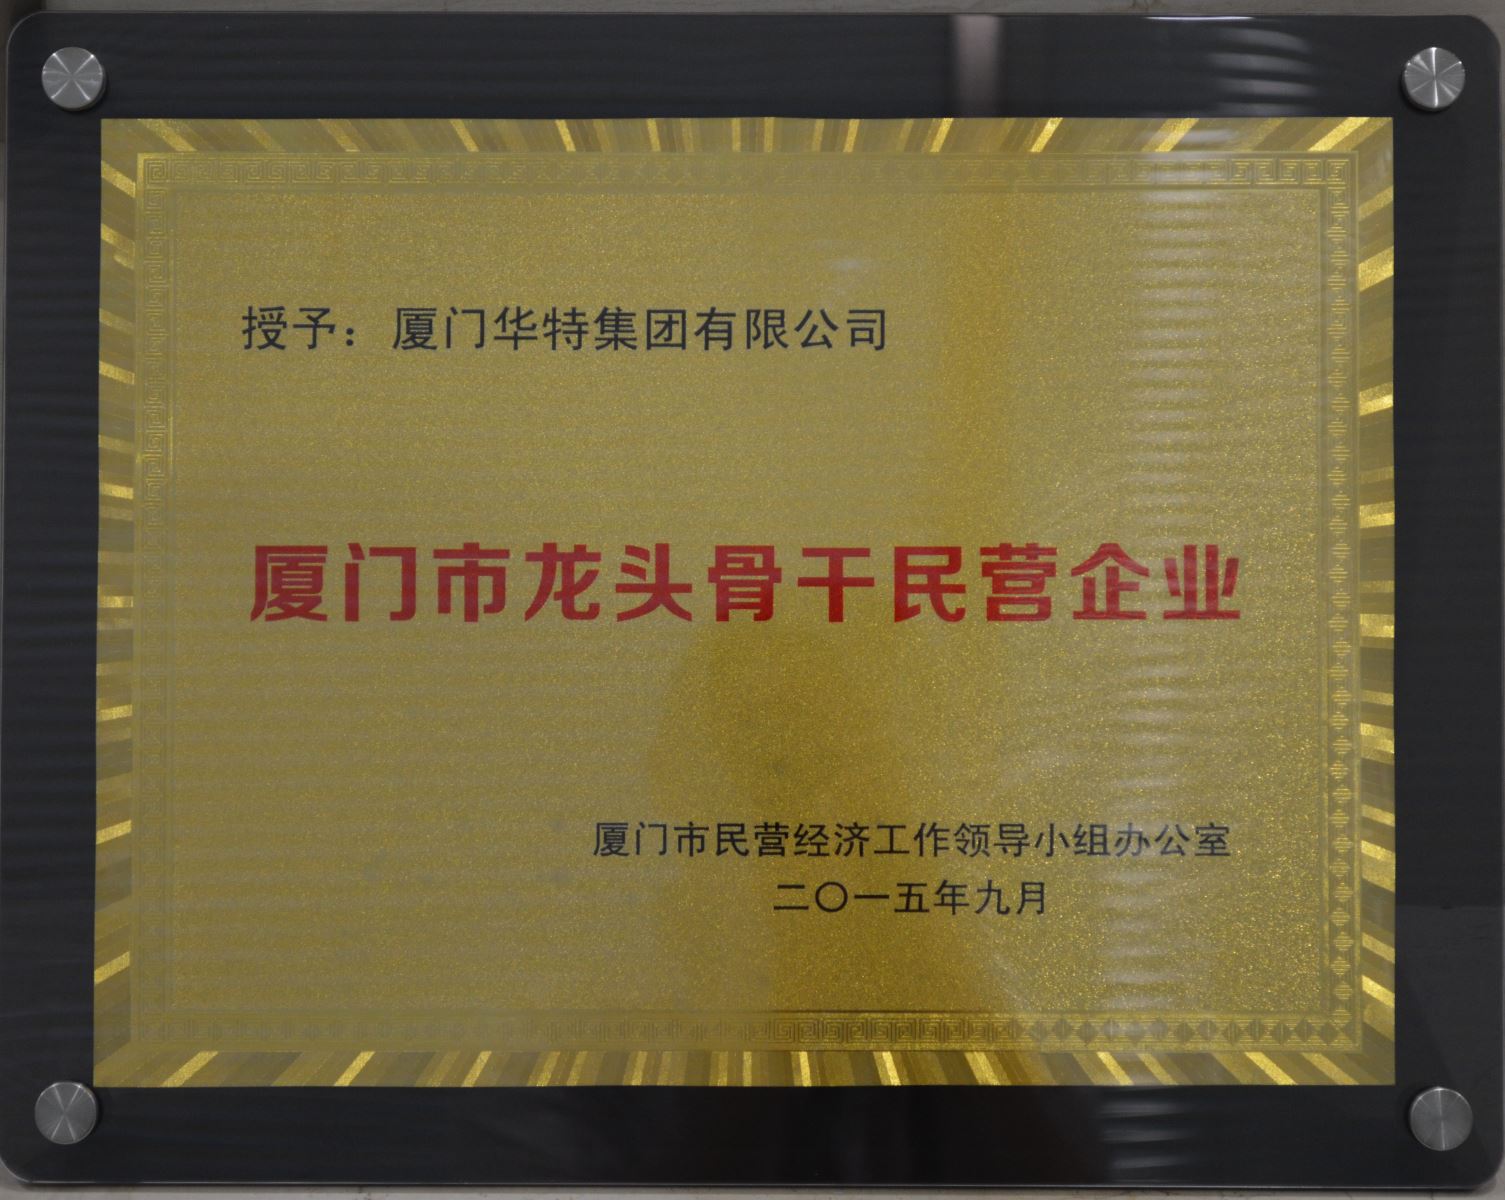 授予：厦门华特集团有限公司
厦门市龙头骨干民营企业
厦门市民营经济工作领导小组办公室
二〇一五年九月